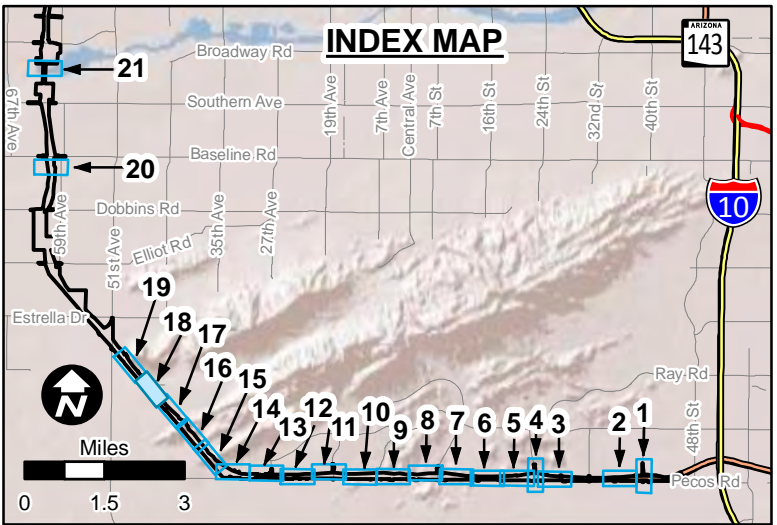 INDEX MAP
ARIZONA
143
Broadway Rd
21
67th Ave
Southern Ave
19th Ave
7th Ave
Central Ave
7th St
16th St
24th St
32nd St
40th St
Baseline Rd
20
10
Dobbins Rd
59th Ave
51st Ave
35th Ave
27th Ave
Elliot Rd
19
Estrella Dr
18
17
16
15
14
13
12
11
10
9
8
7
6
5
4
3
2
1
Ray Rd
48th St
N
Miles
Pecos Rd
0 1.5 3